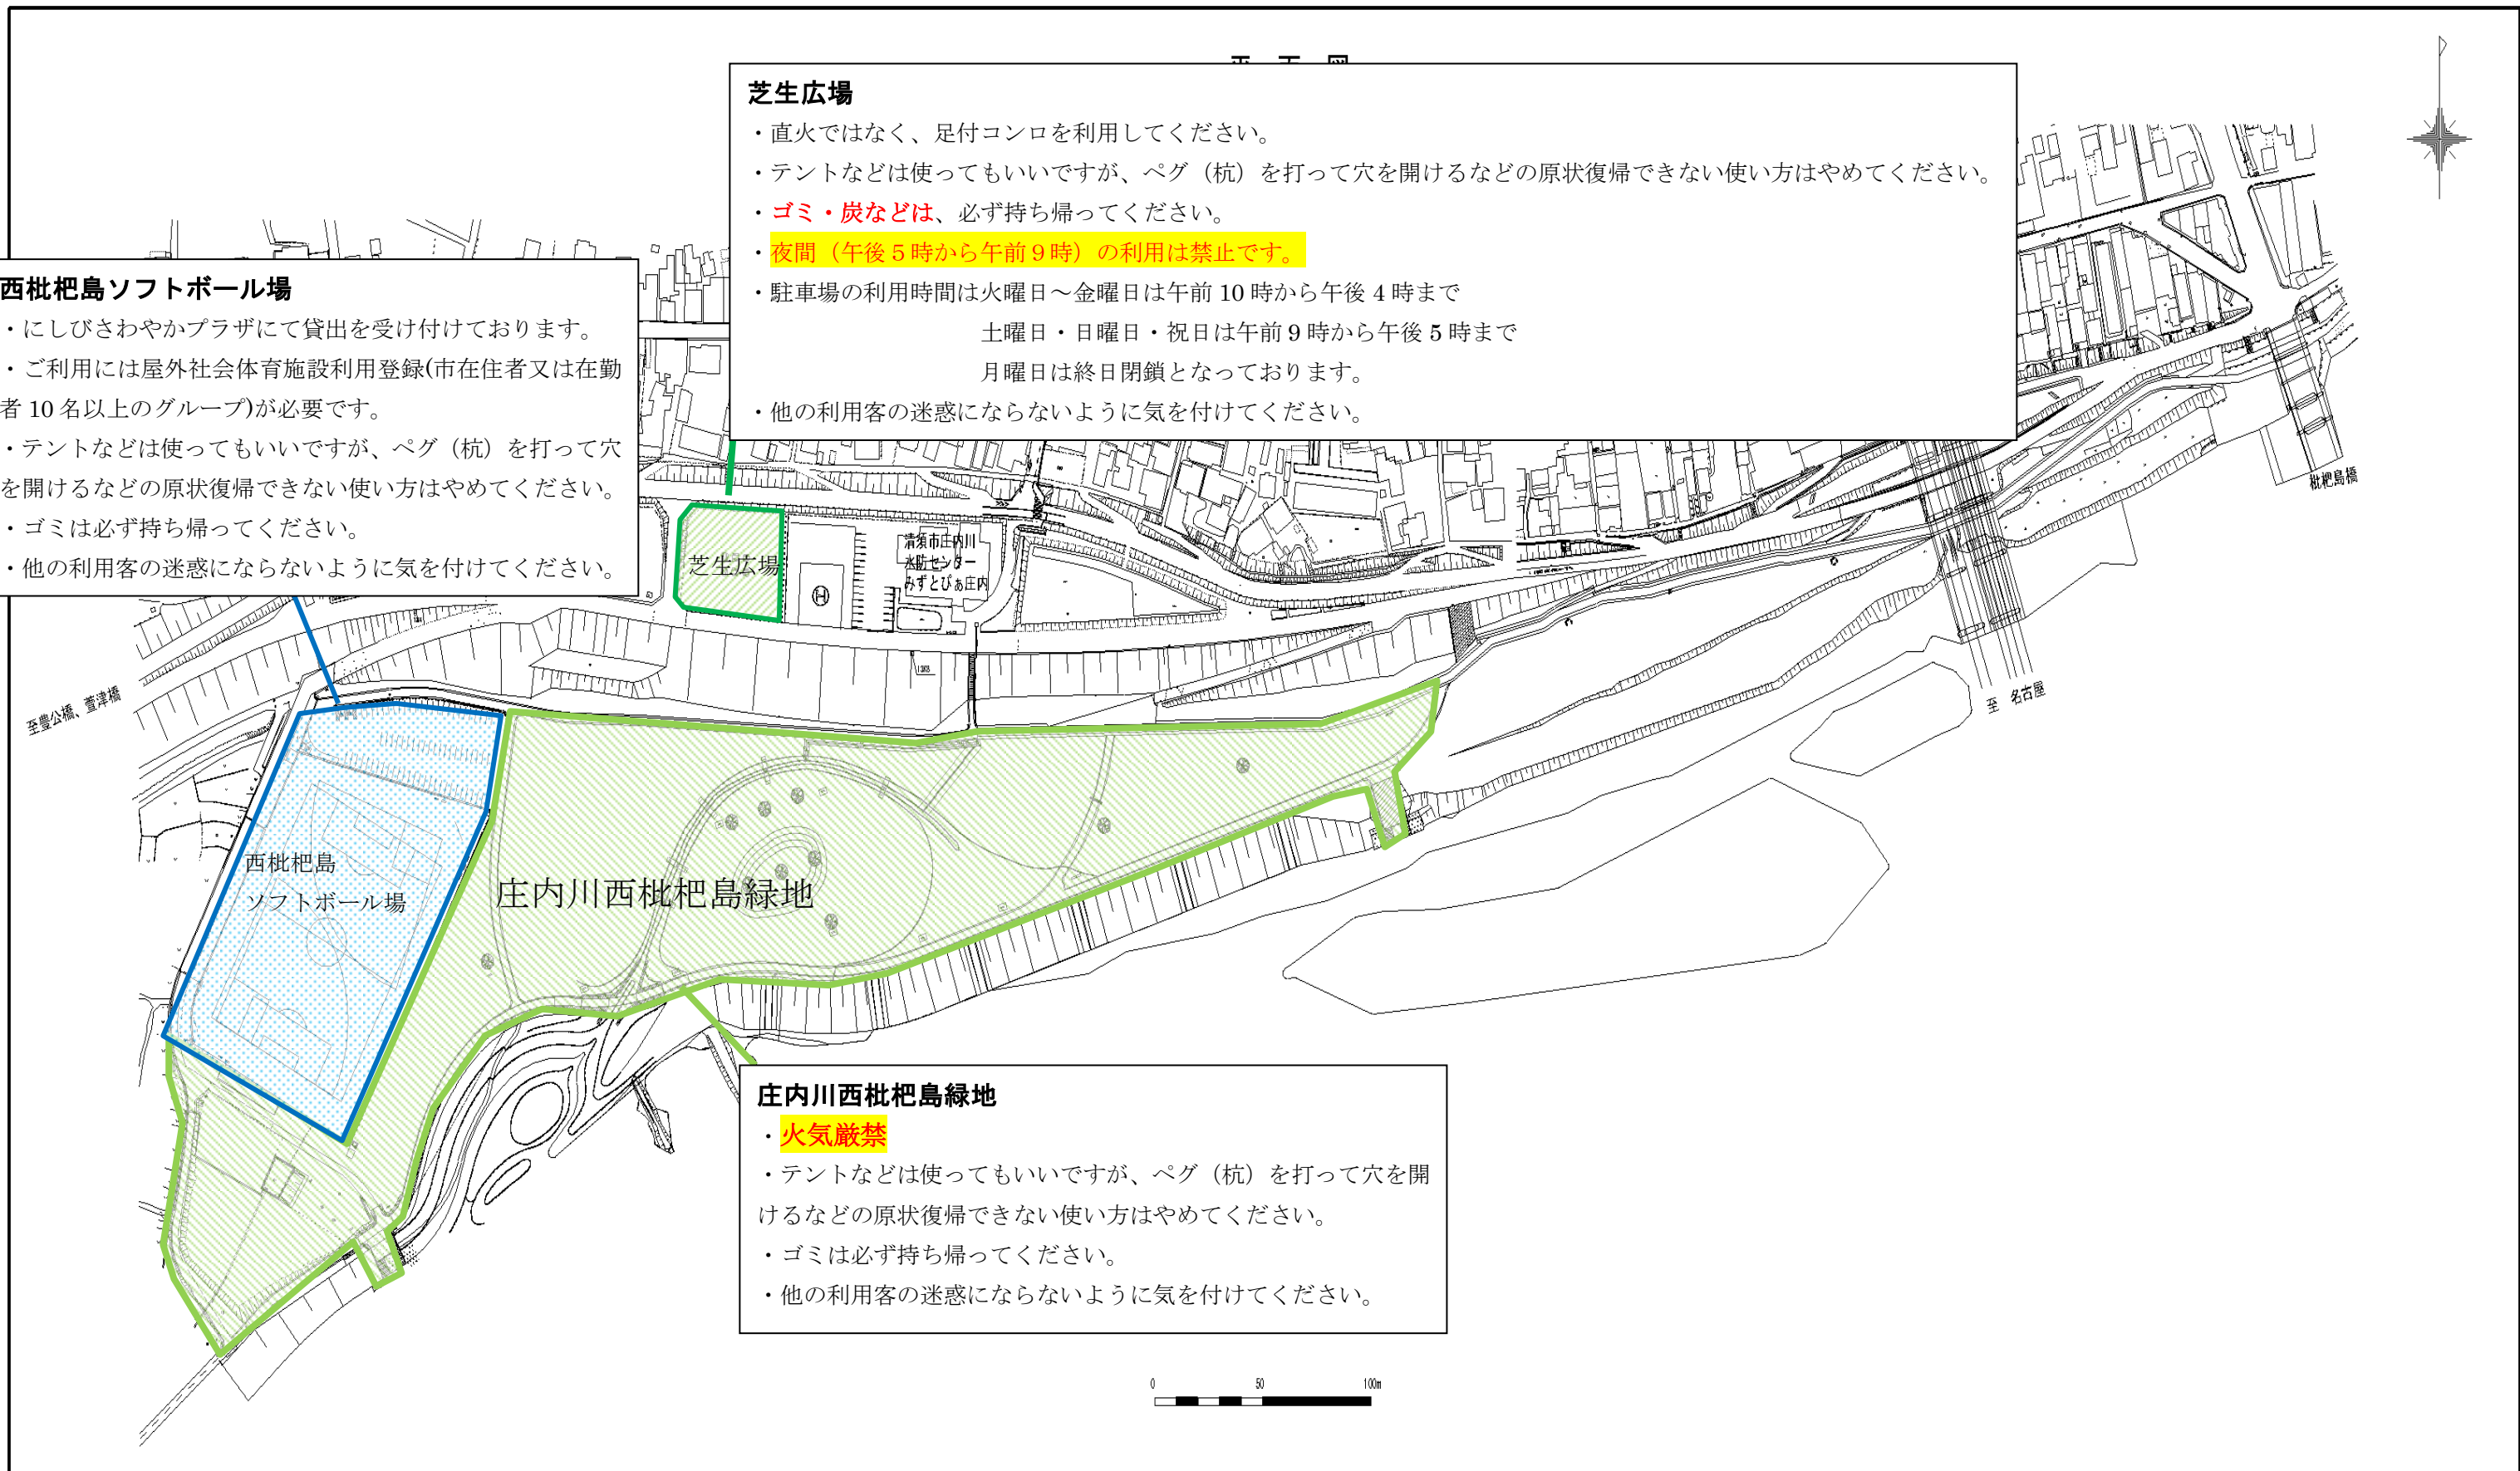 平 面 図
芝生広場
・直火ではなく、足付コンロを利用してください。
・テントなどは使ってもいいですが、ペグ（杭）を打って穴を開けるなどの原状復帰できない使い方はやめてください。
・ゴミ・炭などは、必ず持ち帰ってください。
・夜間（午後５時から午前９時）の利用は禁止です。
・駐車場の利用時間は火曜日～金曜日は午前 10 時から午後 4 時まで
土曜日・日曜日・祝日は午前 9 時から午後 5 時まで
月曜日は終日閉鎖となっております。
・他の利用客の迷惑にならないように気を付けてください。
西枇杷島ソフトボール場
・にしびさわやかプラザにて貸出を受け付けております。
・ご利用には屋外社会体育施設利用登録(市在住者又は在勤
者 10 名以上のグループ)が必要です。
・テントなどは使ってもいいですが、ペグ（杭）を打って穴
を開けるなどの原状復帰できない使い方はやめてください。
・ゴミは必ず持ち帰ってください。
・他の利用客の迷惑にならないように気を付けてください。
枇杷島橋
芝生広場
H
清須市庄内川
水防センター
みずとぴぁ庄内
至豊公橋、萱津橋
至 名古屋
西枇杷島
ソフトボール場
庄内川西枇杷島緑地
庄内川西枇杷島緑地
・火気厳禁
・テントなどは使ってもいいですが、ペグ（杭）を打って穴を開
けるなどの原状復帰できない使い方はやめてください。
・ゴミは必ず持ち帰ってください。
・他の利用客の迷惑にならないように気を付けてください。
0 50 100m